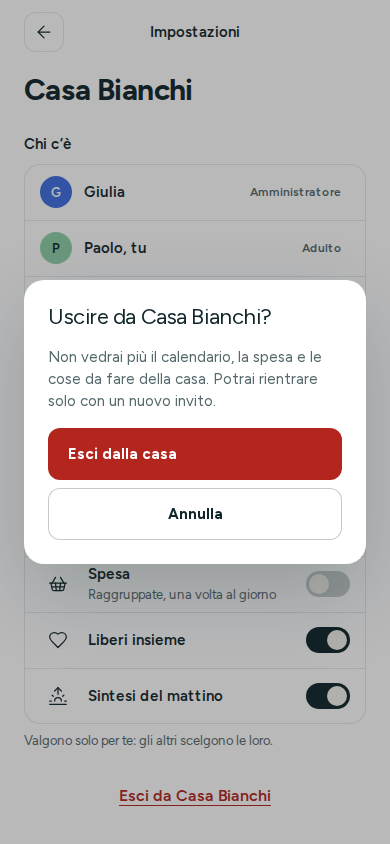 Impostazioni
Casa Bianchi
Chi c’è
G Giulia Amministratore
P Paolo, tu Adulto
Uscire da Casa Bianchi?
Non vedrai più il calendario, la spesa e le
cose da fare della casa. Potrai rientrare
solo con un nuovo invito.
Esci dalla casa
Annulla
Spesa
Raggruppate, una volta al giorno
Liberi insieme
Sintesi del mattino
Valgono solo per te: gli altri scelgono le loro.
Esci da Casa Bianchi